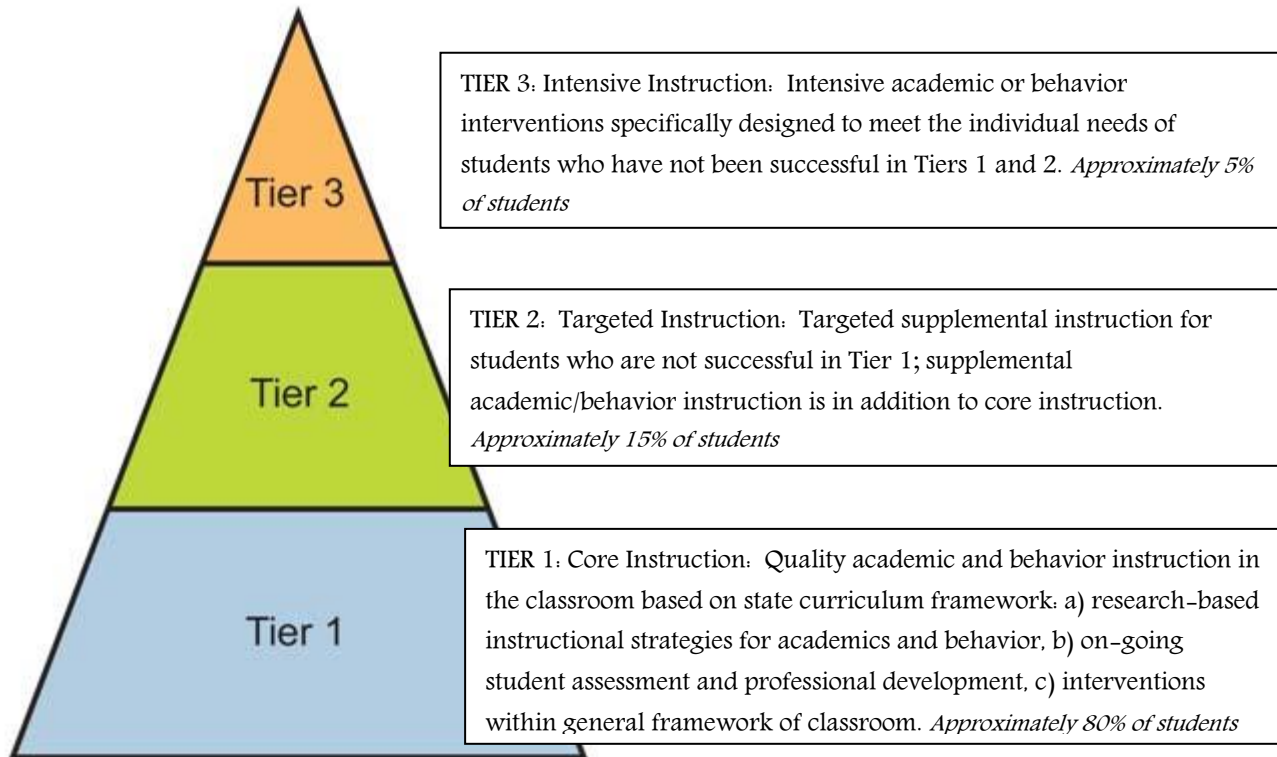 Tier 3
TIER 3: Intensive Instruction:  Intensive academic or behavior
interventions specifically designed to meet the individual needs of
students who have not been successful in Tiers 1 and 2. Approximately 5%
of students
Tier 2
TIER 2:  Targeted Instruction:  Targeted supplemental instruction for
students who are not successful in Tier 1; supplemental
academic/behavior instruction is in addition to core instruction.
Approximately 15% of students
Tier 1
TIER 1: Core Instruction:  Quality academic and behavior instruction in
the classroom based on state curriculum framework: a) research-based
instructional strategies for academics and behavior, b) on-going
student assessment and professional development, c) interventions
within general framework of classroom. Approximately 80% of students